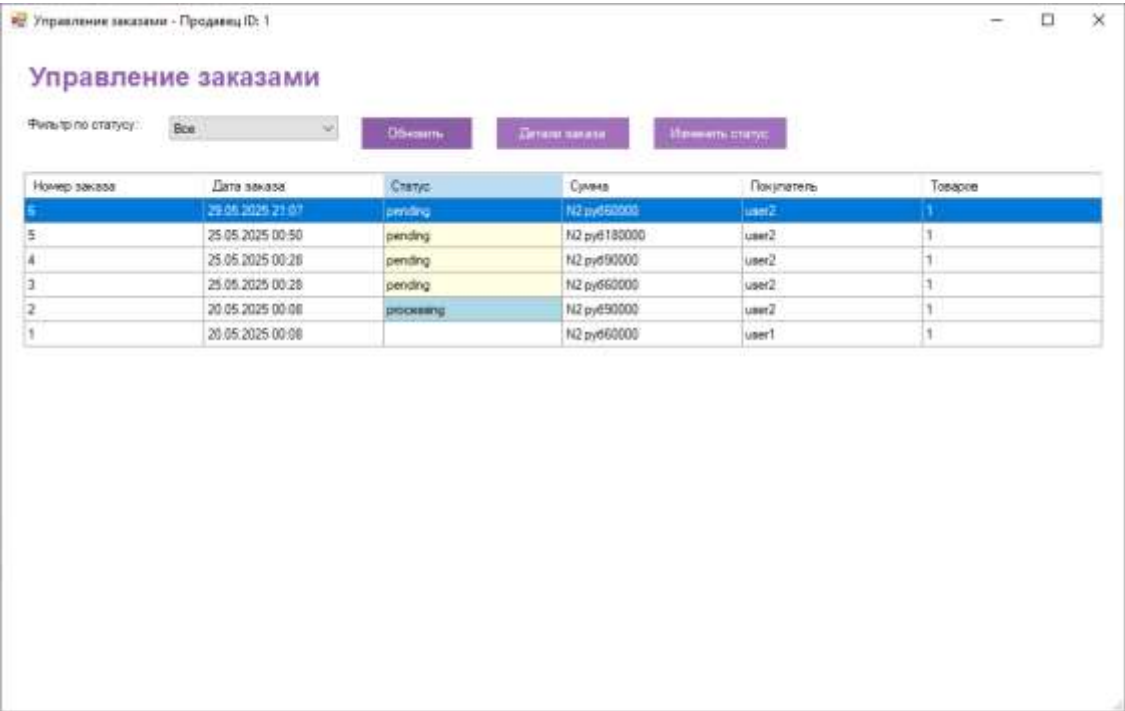 Управление заказами - Продавец ID: 1
Управление заказами
Фильтр по статусу: Все Обновить Детали заказа Изменить статус
Номер заказа Дата заказа Статус Сумма Покупатель Товаров
6 29.05.2025 21:07 pending N2 руб60000 user2 1
5 25.05.2025 00:50 pending N2 руб180000 user2 1
4 25.05.2025 00:28 pending N2 руб90000 user2 1
3 25.05.2025 00:28 pending N2 руб60000 user2 1
2 20.05.2025 00:08 processing N2 руб90000 user2 1
1 20.05.2025 00:08 N2 руб60000 user1 1